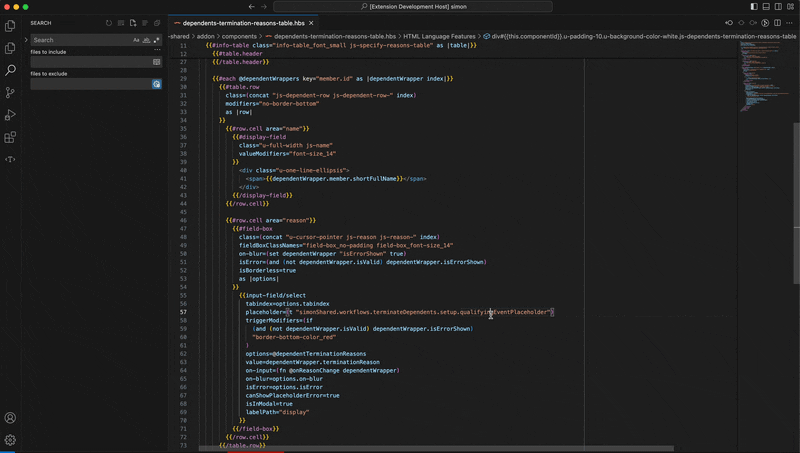 [Extension Development Host] simon
SEARCH
Search
Aa
files to include
files to exclude
dependents-termination-reasons-table.hbs
-shared > addon > components > dependents-termination-reasons-table.hbs > HTML Language Features > div#{{this.componentId}}.u-padding-10.u-background-color-white.js-dependents-termination-reasons-table
11 {{#info-table class="info-table_font_small js-specify-reasons-table" as |table|}}
12 {{#table.header
27 {{/table.header}}
28
29 {{#each @dependentWrappers key="member.id" as |dependentWrapper index|}}
30 {{#table.row
31 class=(concat "js-dependent-row js-dependent-row-" index)
32 modifiers="no-border-bottom"
33 as |row|
34 }}
35 {{#row.cell area="name"}}
36 {{#display-field
37 class="u-full-width js-name"
38 valueModifiers="font-size_14"
39 }}
40 <div class="u-one-line-ellipsis">
41 <span>{{dependentWrapper.member.shortFullName}}</span>
42 </div>
43 {{/display-field}}
44 {{/row.cell}}
45
46 {{#row.cell area="reason"}}
47 {{#field-box
48 class=(concat "u-cursor-pointer js-reason js-reason-" index)
49 fieldBoxClassNames="field-box_no-padding field-box_font-size_14"
50 on-blur=(set dependentWrapper "isErrorShown" true)
51 isError=(and (not dependentWrapper.isValid) dependentWrapper.isErrorShown)
52 isBorderless=true
53 as |options|
54 }}
55 {{input-field/select
56 tabindex=options.tabindex
57 placeholder=(t "simonShared.workflows.terminateDependents.setup.qualifyingEventPlaceholder")
58 triggerModifiers=(if
59 (and (not dependentWrapper.isValid) dependentWrapper.isErrorShown)
60 "border-bottom-color_red"
61 )
62 options=@dependentTerminationReasons
63 value=dependentWrapper.terminationReason
64 on-input=(fn @onReasonChange dependentWrapper)
65 on-blur=options.on-blur
66 isError=options.isError
67 canShowPlaceholderError=true
68 isInModal=true
69 labelPath="display"
70 }}
71 {{/field-box}}
72 {{/row.cell}}
73 {{/table.row}}